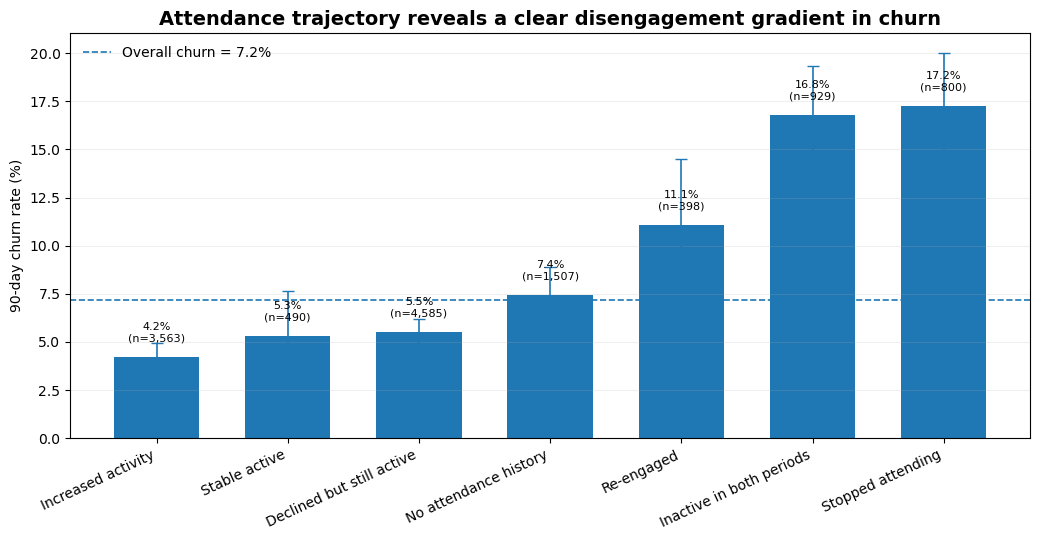 Attendance trajectory reveals a clear disengagement gradient in churn
Overall churn = 7.2%
90-day churn rate (%)
20.0
17.5
15.0
12.5
10.0
7.5
5.0
2.5
0.0
4.2%
(n=3,563)
5.3%
(n=490)
5.5%
(n=4,585)
7.4%
(n=1,507)
11.1%
(n=398)
16.8%
(n=929)
17.2%
(n=800)
Increased activity
Stable active
Declined but still active
No attendance history
Re-engaged
Inactive in both periods
Stopped attending